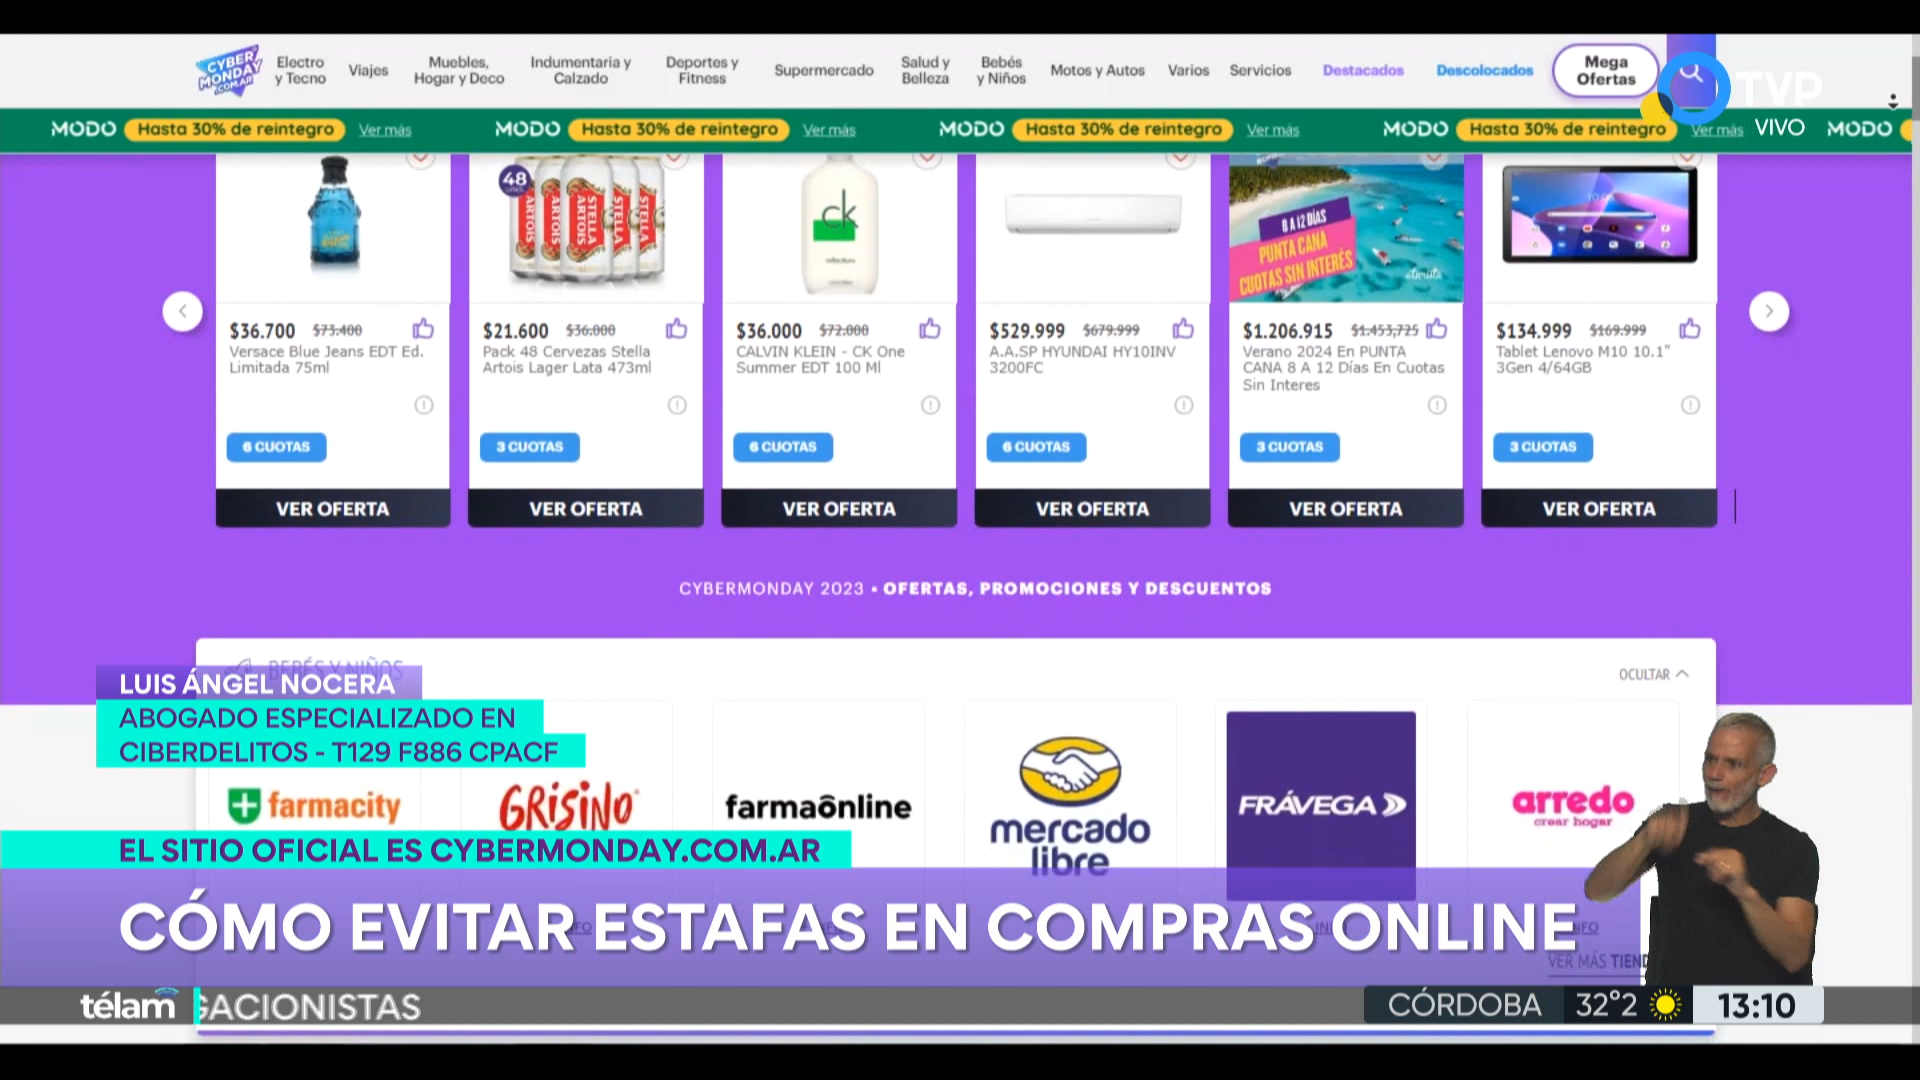 CYBER
MONDAY
.COM.AR
Electro
y Tecno
Viajes
Muebles,
Hogar y Deco
Indumentaria y
Calzado
Deportes y
Fitness
Supermercado
Salud y
Belleza
Bebés
y Niños
Motos y Autos
Varios
Servicios
Destacados
Descolocados
Mega
Ofertas
TVP
VIVO
MODO Hasta 30% de reintegro Ver más
MODO Hasta 30% de reintegro Ver más
MODO Hasta 30% de reintegro Ver más
MODO Hasta 30% de reintegro Ver más
MODO
48
STELLA
ARTOIS
ck
8 A 12 DÍAS
PUNTA CANA
CUOTAS SIN INTERÉS
$36.700 $73.400
Versace Blue Jeans EDT Ed.
Limitada 75ml
6 CUOTAS
VER OFERTA
$21.600 $36.000
Pack 48 Cervezas Stella
Artois Lager Lata 473ml
3 CUOTAS
VER OFERTA
$36.000 $72.000
CALVIN KLEIN - CK One
Summer EDT 100 Ml
6 CUOTAS
VER OFERTA
$529.999 $679.999
A.A.SP HYUNDAI HY10INV
3200FC
6 CUOTAS
VER OFERTA
$1.206.915 $1.453,725
Verano 2024 En PUNTA
CANA 8 A 12 Días En Cuotas
Sin Interes
3 CUOTAS
VER OFERTA
$134.999 $169.999
Tablet Lenovo M10 10.1"
3Gen 4/64GB
3 CUOTAS
VER OFERTA
CYBERMONDAY 2023 • OFERTAS, PROMOCIONES Y DESCUENTOS
BEBÉS Y NIÑOS
OCULTAR
LUIS ÁNGEL NOCERA
ABOGADO ESPECIALIZADO EN
CIBERDELITOS - T129 F886 CPACF
farmacity
GRISINO
farmaonline
mercado
libre
FRÁVEGA
arredo
crear hogar
EL SITIO OFICIAL ES CYBERMONDAY.COM.AR
CÓMO EVITAR ESTAFAS EN COMPRAS ONLINE
VER MÁS TIEND
télam
GACIONISTAS
CÓRDOBA 32°2 13:10